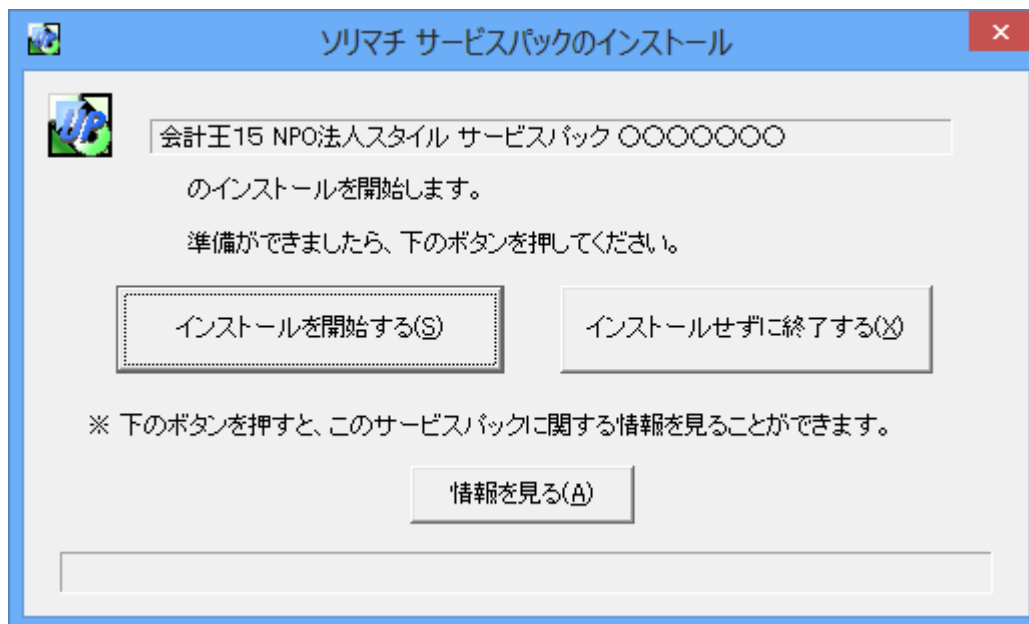 ソリマチ サービスパックのインストール
UP
会計王15 NPO法人スタイル サービスパック 〇〇〇〇〇〇〇
のインストールを開始します。
準備ができましたら、下のボタンを押してください。
インストールを開始する(S)
インストールせずに終了する(X)
※ 下のボタンを押すと、このサービスパックに関する情報を見ることができます。
情報を見る(A)